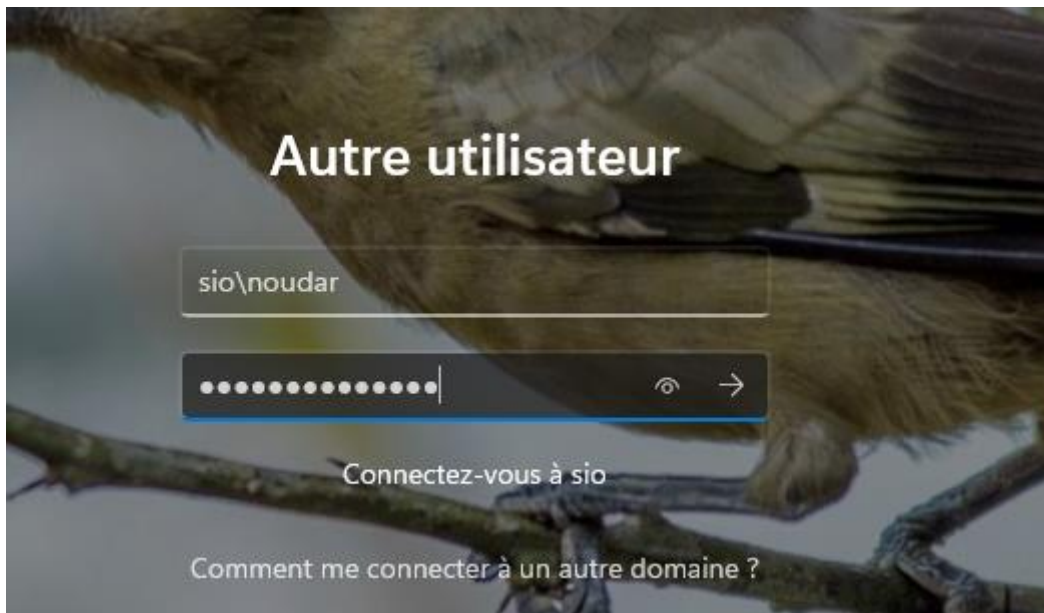 Autre utilisateur
sio\noudar
●●●●●●●●●●●●●●
Connectez-vous à sio
Comment me connecter à un autre domaine ?